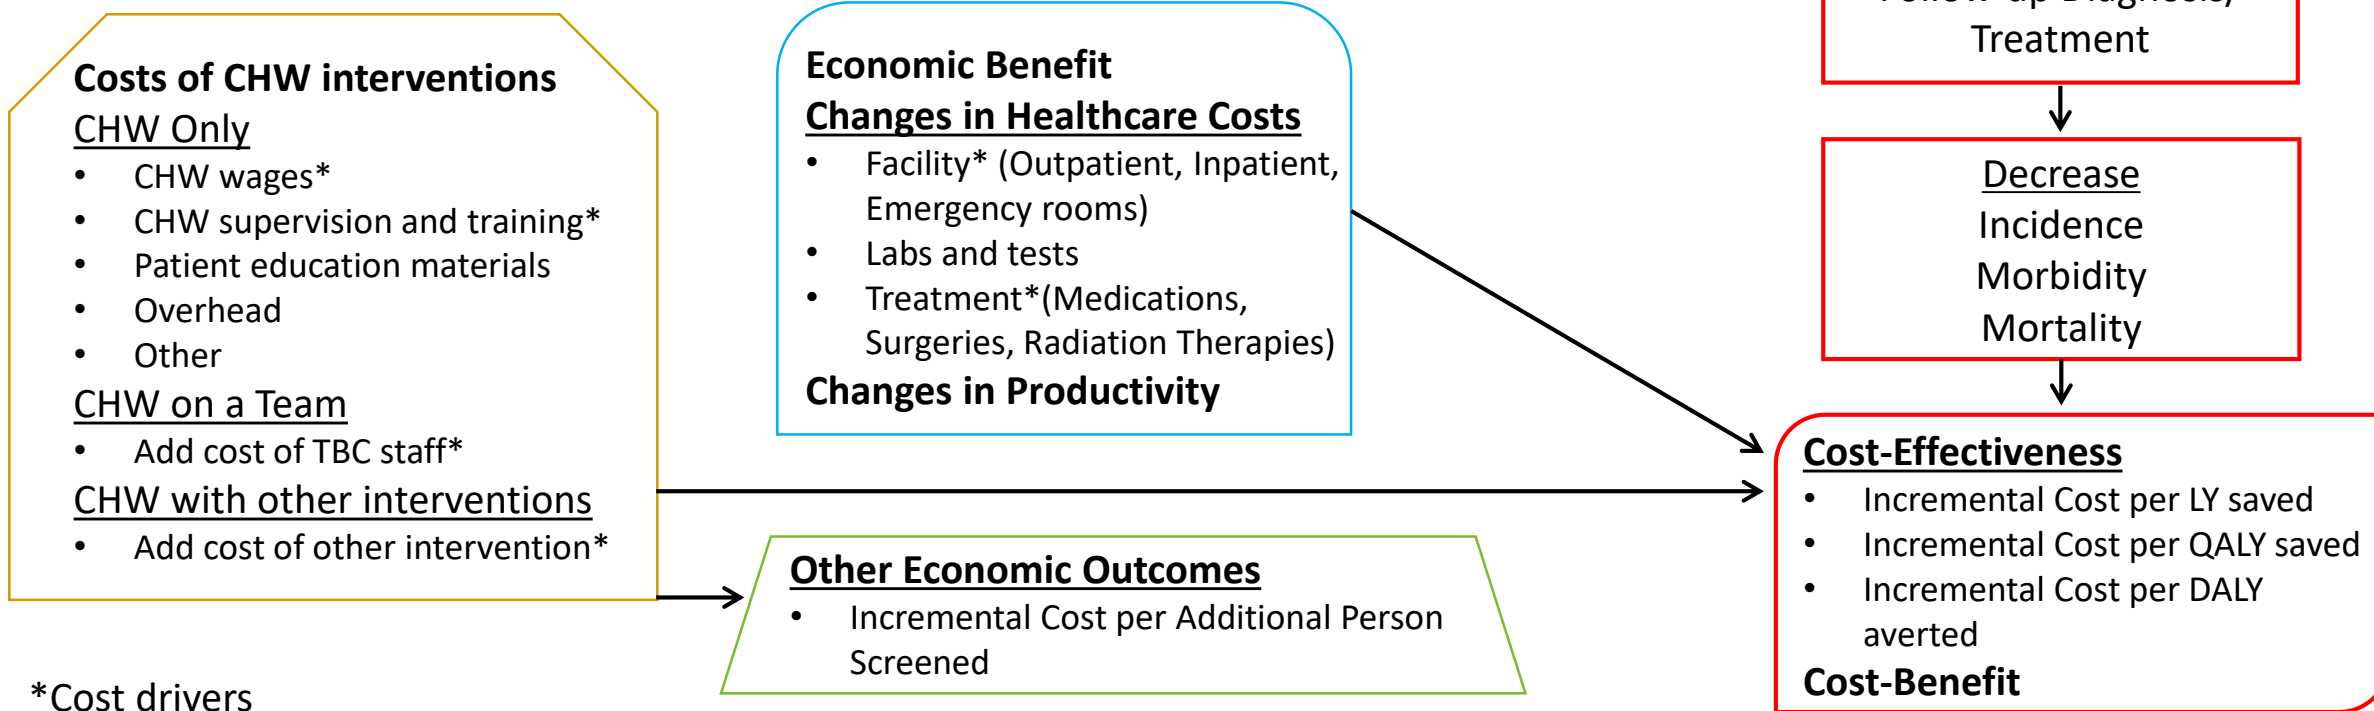 Costs of CHW interventions
CHW Only
• CHW wages*
• CHW supervision and training*
• Patient education materials
• Overhead
• Other
CHW on a Team
• Add cost of TBC staff*
CHW with other interventions
• Add cost of other intervention*
*Cost drivers
Economic Benefit
Changes in Healthcare Costs
• Facility* (Outpatient, Inpatient,
Emergency rooms)
• Labs and tests
• Treatment*(Medications,
Surgeries, Radiation Therapies)
Changes in Productivity
Other Economic Outcomes
• Incremental Cost per Additional Person
Screened
Follow-up Diagnosis/
Treatment
Decrease
Incidence
Morbidity
Mortality
Cost-Effectiveness
• Incremental Cost per LY saved
• Incremental Cost per QALY saved
• Incremental Cost per DALY
averted
Cost-Benefit